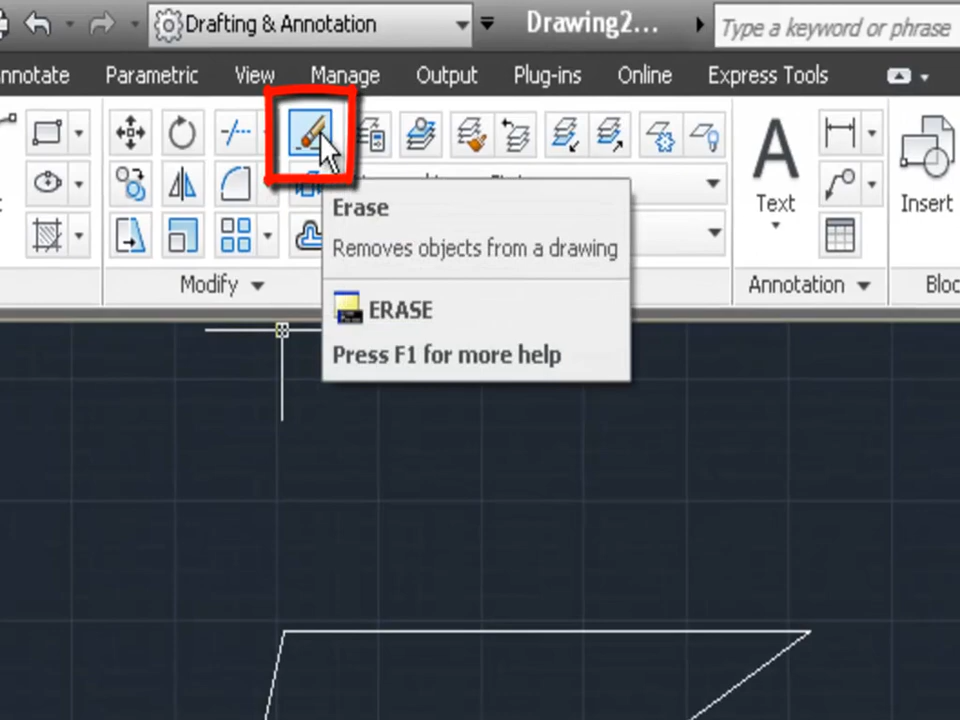 Drafting & Annotation
Drawing2...
Type a keyword or phrase
nnotate
Parametric
View
Manage
Output
Plug-ins
Online
Express Tools
Text
Insert
Modify
Annotation
Bloc
Erase
Removes objects from a drawing
ERASE
Press F1 for more help